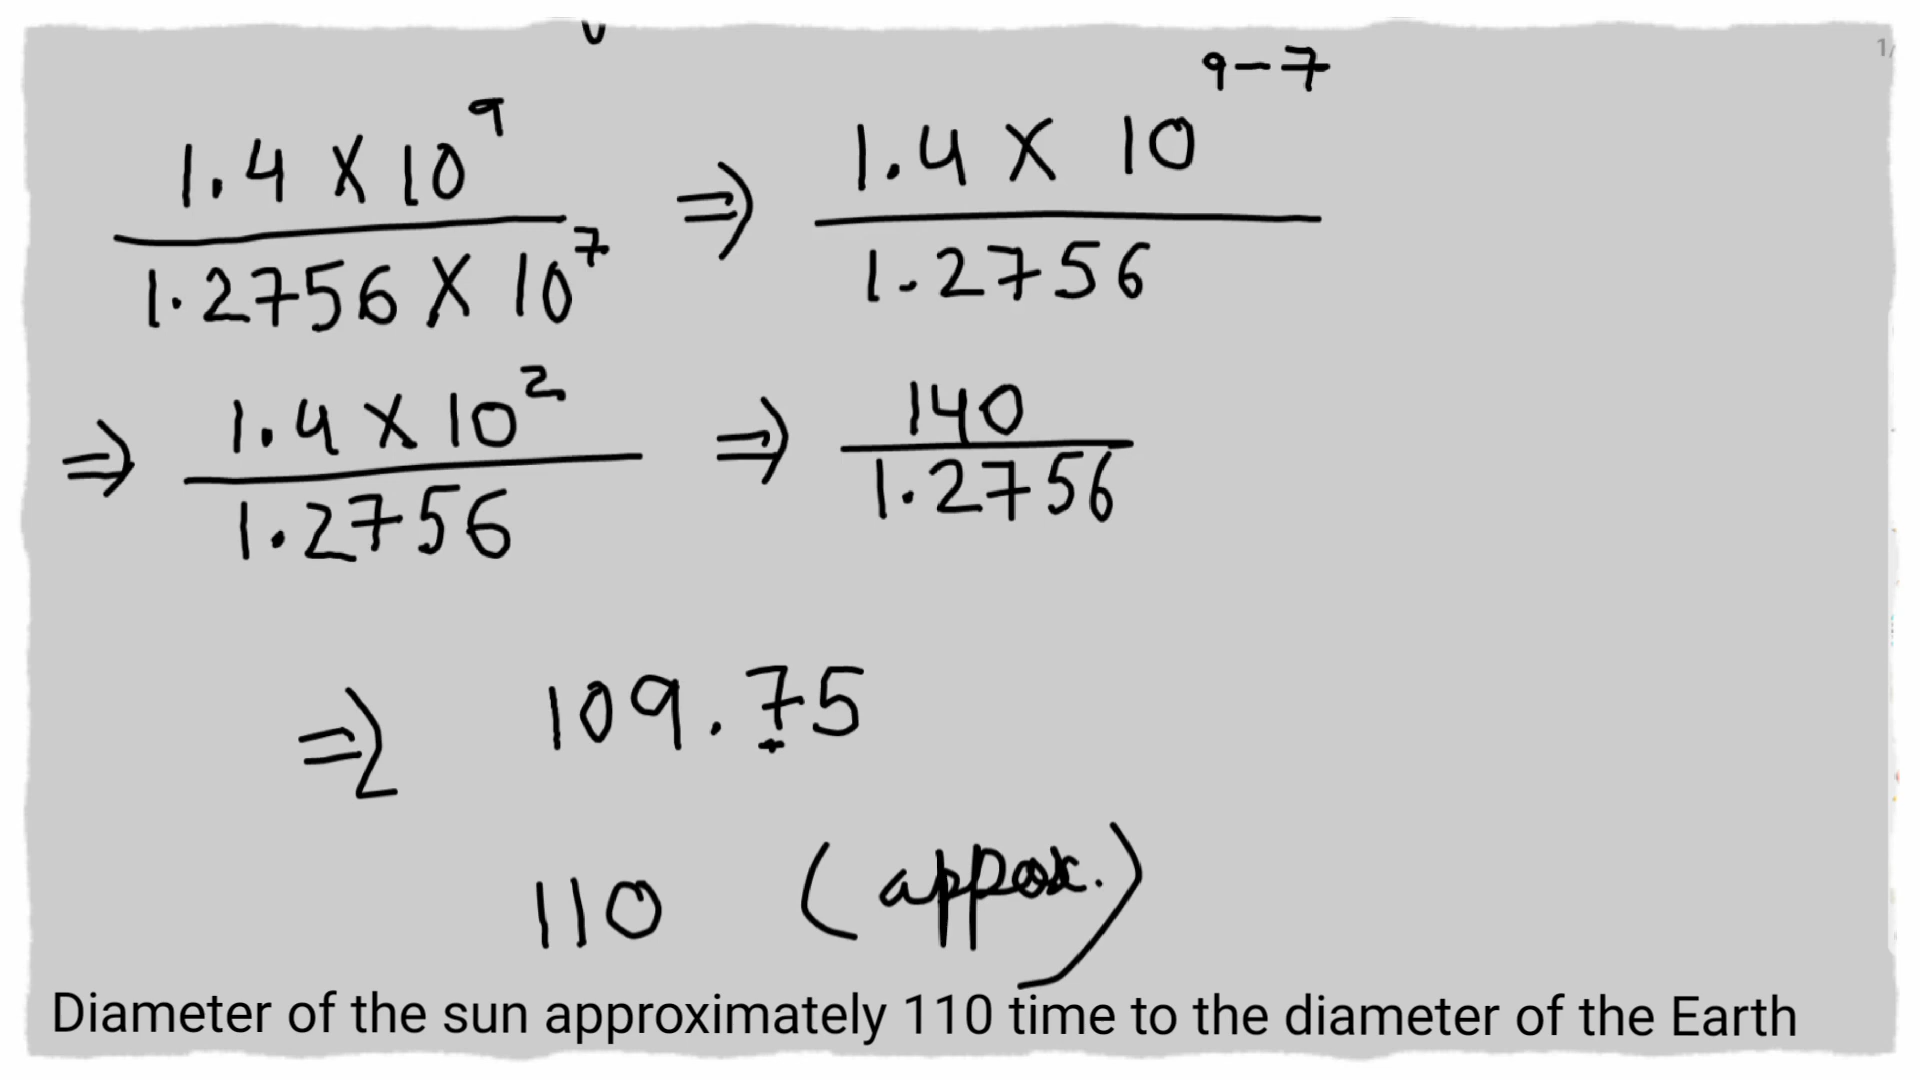 1/
1.4 X 10^9 / 1.2756 X 10^7 ⇒ 1.4 X 10^9-7 / 1.2756
⇒ 1.4 X 10^2 / 1.2756 ⇒ 140 / 1.2756
⇒ 109.75
110 (appox.)
Diameter of the sun approximately 110 time to the diameter of the Earth